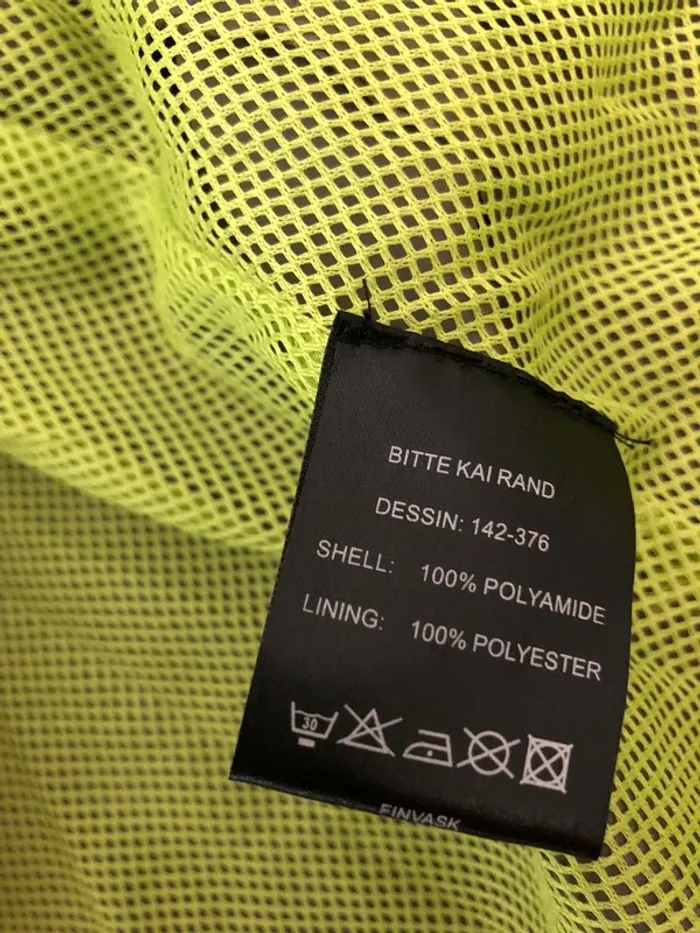 BITTE KAI RAND
DESSIN: 142-376
SHELL: 100% POLYAMIDE
LINING: 100% POLYESTER
30
FINVASK